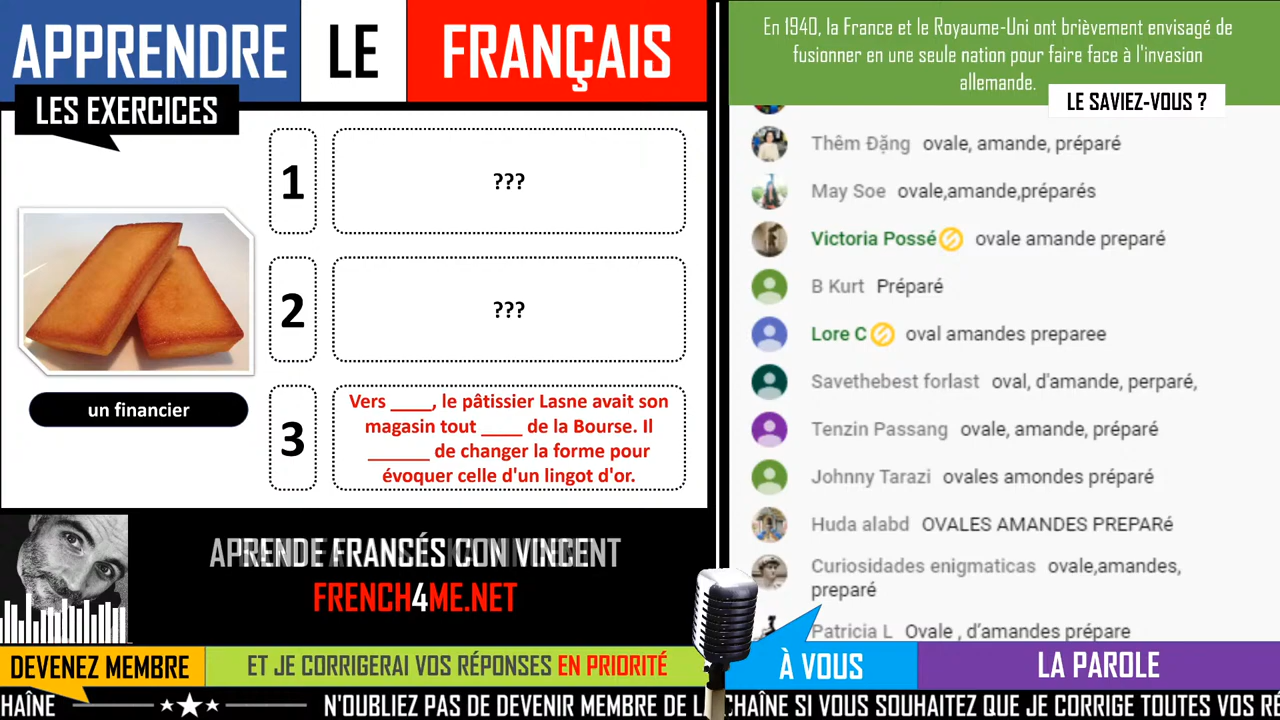 APPRENDRE LE FRANÇAIS
LES EXERCICES
un financier
1
???
2
???
3
Vers ____, le pâtissier Lasne avait son
magasin tout ____ de la Bourse. Il
______ de changer la forme pour
évoquer celle d'un lingot d'or.
FRENCH4ME.NET
DEVENEZ MEMBRE
ET JE CORRIGERAI VOS RÉPONSES EN PRIORITÉ
En 1940, la France et le Royaume-Uni ont brièvement envisagé de
fusionner en une seule nation pour faire face à l'invasion
allemande.
LE SAVIEZ-VOUS ?
Thêm Đặng ovale, amande, préparé
May Soe ovale,amande,préparés
Victoria Possé ovale amande preparé
B Kurt Préparé
Lore C oval amandes preparee
Savethebest forlast oval, d'amande, perparé,
Tenzin Passang ovale, amande, préparé
Johnny Tarazi ovales amondes préparé
Huda alabd OVALES AMANDES PREPARé
Curiosidades enigmaticas ovale,amandes,
preparé
Patricia L Ovale , d'amandes prépare
À VOUS
LA PAROLE
HAÎNE N'OUBLIEZ PAS DE DEVENIR MEMBRE DE L CHAÎNE SI VOUS SOUHAITEZ QUE JE CORRIGE TOUTES VOS RÉ